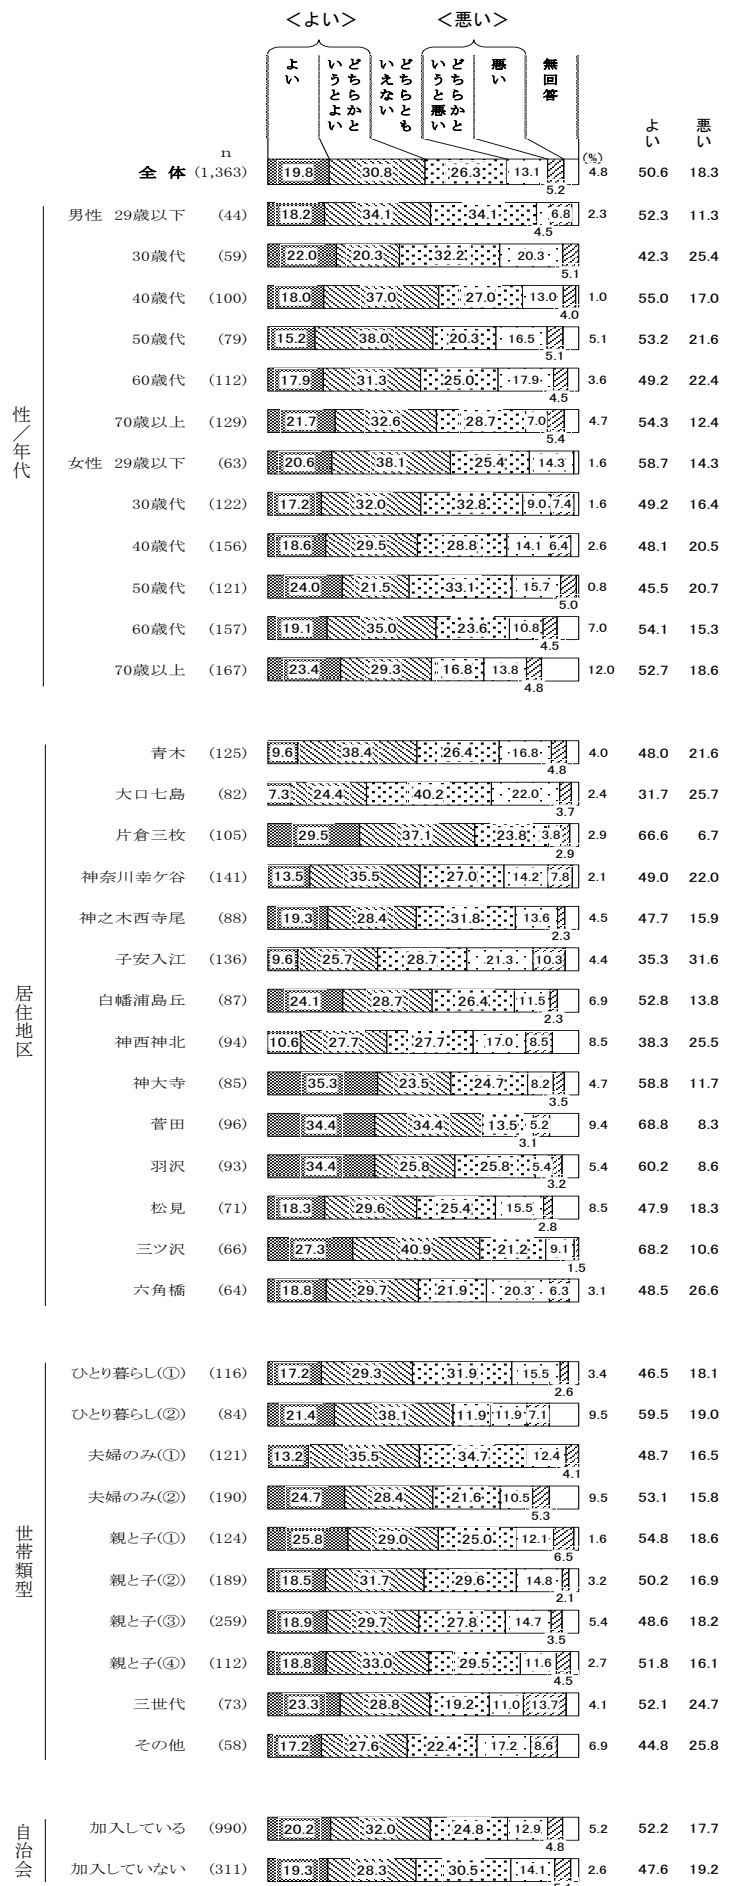 ＜よい＞ ＜悪い＞
よい どちらかというとよい どちらともいえない どちらかというと悪い 悪い 無回答
よい 悪い
n (%)
全 体 (1,363) 19.8 30.8 26.3 13.1 5.2 4.8 50.6 18.3
性／年代
男性 29歳以下 (44) 18.2 34.1 34.1 4.5 6.8 2.3 52.3 11.3
30歳代 (59) 22.0 20.3 32.2 20.3 5.1 42.3 25.4
40歳代 (100) 18.0 37.0 27.0 13.0 4.0 1.0 55.0 17.0
50歳代 (79) 15.2 38.0 20.3 16.5 5.1 5.1 53.2 21.6
60歳代 (112) 17.9 31.3 25.0 17.9 4.5 3.6 49.2 22.4
70歳以上 (129) 21.7 32.6 28.7 7.0 5.4 4.7 54.3 12.4
女性 29歳以下 (63) 20.6 38.1 25.4 14.3 1.6 58.7 14.3
30歳代 (122) 17.2 32.0 32.8 9.0 7.4 1.6 49.2 16.4
40歳代 (156) 18.6 29.5 28.8 14.1 6.4 2.6 48.1 20.5
50歳代 (121) 24.0 21.5 33.1 15.7 5.0 0.8 45.5 20.7
60歳代 (157) 19.1 35.0 23.6 10.8 4.5 7.0 54.1 15.3
70歳以上 (167) 23.4 29.3 16.8 13.8 4.8 12.0 52.7 18.6
居住地区
青木 (125) 9.6 38.4 26.4 16.8 4.8 4.0 48.0 21.6
大口七島 (82) 7.3 24.4 40.2 22.0 3.7 2.4 31.7 25.7
片倉三枚 (105) 29.5 37.1 23.8 3.8 2.9 2.9 66.6 6.7
神奈川幸ケ谷 (141) 13.5 35.5 27.0 14.2 7.8 2.1 49.0 22.0
神之木西寺尾 (88) 19.3 28.4 31.8 13.6 2.3 4.5 47.7 15.9
子安入江 (136) 9.6 25.7 28.7 21.3 10.3 4.4 35.3 31.6
白幡浦島丘 (87) 24.1 28.7 26.4 11.5 2.3 6.9 52.8 13.8
神西神北 (94) 10.6 27.7 27.7 17.0 8.5 8.5 38.3 25.5
神大寺 (85) 35.3 23.5 24.7 8.2 3.5 4.7 58.8 11.7
菅田 (96) 34.4 34.4 13.5 3.1 5.2 9.4 68.8 8.3
羽沢 (93) 34.4 25.8 25.8 5.4 3.2 5.4 60.2 8.6
松見 (71) 18.3 29.6 25.4 15.5 2.8 8.5 47.9 18.3
三ツ沢 (66) 27.3 40.9 21.2 9.1 1.5 68.2 10.6
六角橋 (64) 18.8 29.7 21.9 20.3 6.3 3.1 48.5 26.6
世帯類型
ひとり暮らし(①) (116) 17.2 29.3 31.9 15.5 2.6 3.4 46.5 18.1
ひとり暮らし(②) (84) 21.4 38.1 11.9 11.9 7.1 9.5 59.5 19.0
夫婦のみ(①) (121) 13.2 35.5 34.7 12.4 4.1 48.7 16.5
夫婦のみ(②) (190) 24.7 28.4 21.6 10.5 5.3 9.5 53.1 15.8
親と子(①) (124) 25.8 29.0 25.0 12.1 6.5 1.6 54.8 18.6
親と子(②) (189) 18.5 31.7 29.6 14.8 2.1 3.2 50.2 16.9
親と子(③) (259) 18.9 29.7 27.8 14.7 3.5 5.4 48.6 18.2
親と子(④) (112) 18.8 33.0 29.5 11.6 4.5 2.7 51.8 16.1
三世代 (73) 23.3 28.8 19.2 11.0 13.7 4.1 52.1 24.7
その他 (58) 17.2 27.6 22.4 17.2 8.6 6.9 44.8 25.8
自治会
加入している (990) 20.2 32.0 24.8 12.9 4.8 5.2 52.2 17.7
加入していない (311) 19.3 28.3 30.5 14.1 2.6 47.6 19.2